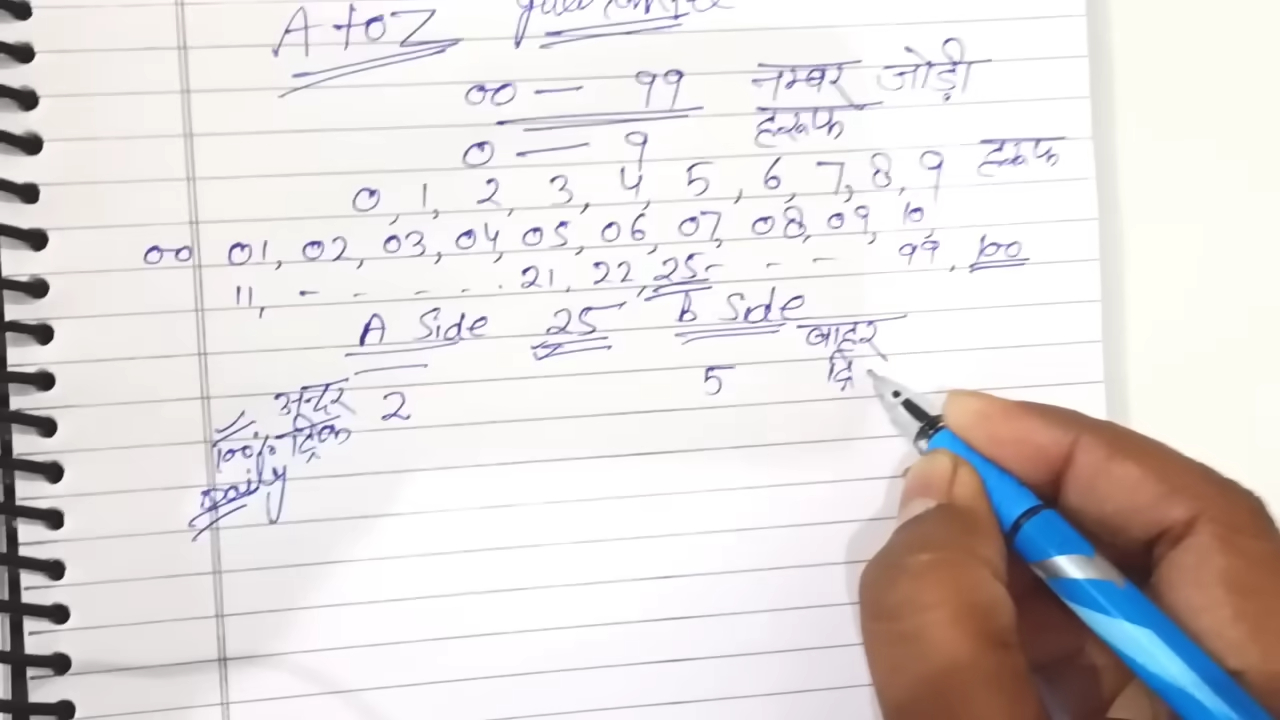 A to Z
00 — 99 नम्बर जोड़ी
0 — 9 हरूफ
0, 1, 2, 3, 4, 5, 6, 7, 8, 9 हरूफ
00 01, 02, 03, 04, 05, 06, 07, 08, 09, 10,
11, - - - - . 21, 22, 25 - - - 99, 100
A Side 25 B Side
अन्दर 2 5 बाहर
100% ट्रिक
Daily